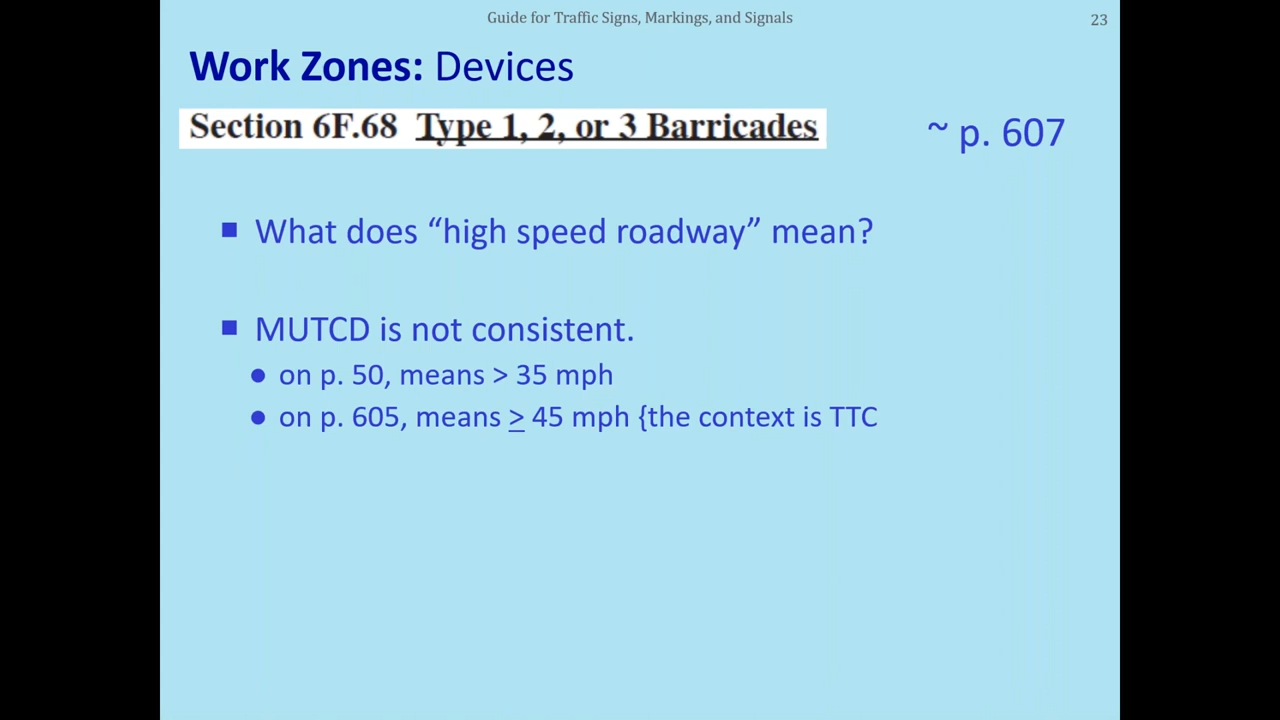 Guide for Traffic Signs, Markings, and Signals
23
Work Zones: Devices
Section 6F.68 Type 1, 2, or 3 Barricades
~ p. 607
■ What does “high speed roadway” mean?
■ MUTCD is not consistent.
● on p. 50, means > 35 mph
● on p. 605, means ≥ 45 mph {the context is TTC